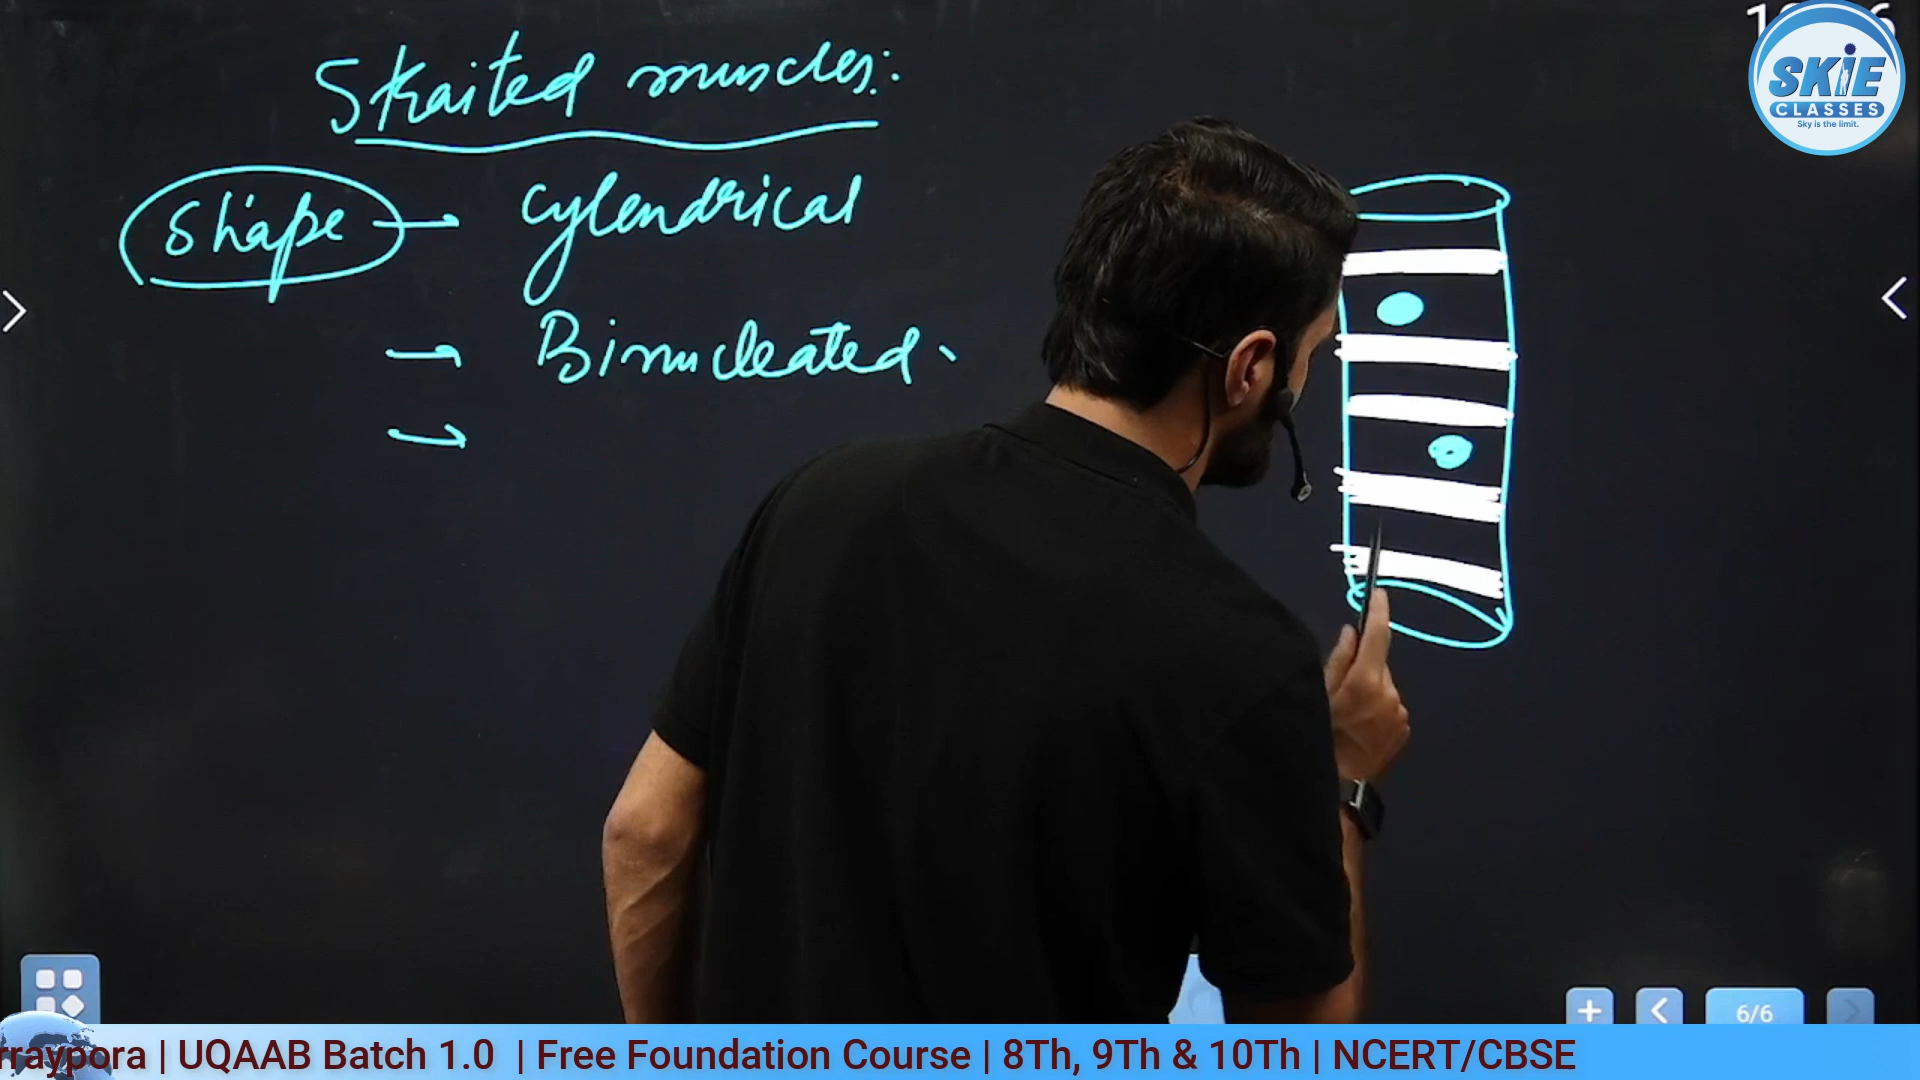 Straited muscles:
shape → cylendrical
→ Binucleated.
→
SKiE
CLASSES
Sky is the limit.
6/6
rraypora | UQAAB Batch 1.0 | Free Foundation Course | 8Th, 9Th & 10Th | NCERT/CBSE